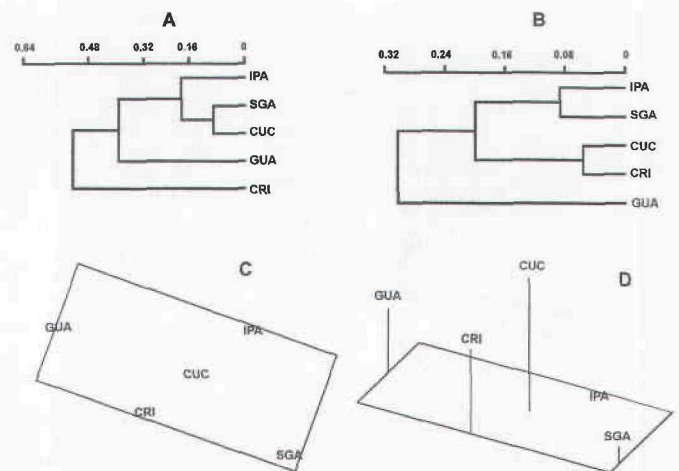 A
0.64 0.48 0.32 0.16 0
IPA
SGA
CUC
GUA
CRI
B
0.32 0.24 0.16 0.08 0
IPA
SGA
CUC
CRI
GUA
C
GUA
IPA
CUC
CRI
SGA
D
CUC
GUA
CRI
IPA
SGA